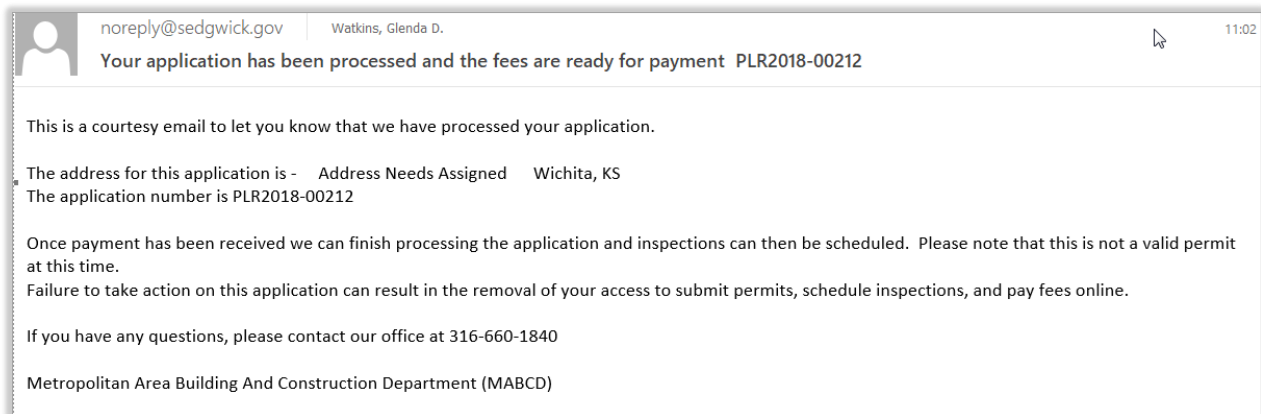 noreply@sedgwick.gov Watkins, Glenda D. 11:02
Your application has been processed and the fees are ready for payment PLR2018-00212
This is a courtesy email to let you know that we have processed your application.
The address for this application is - Address Needs Assigned Wichita, KS
The application number is PLR2018-00212
Once payment has been received we can finish processing the application and inspections can then be scheduled. Please note that this is not a valid permit
at this time.
Failure to take action on this application can result in the removal of your access to submit permits, schedule inspections, and pay fees online.
If you have any questions, please contact our office at 316-660-1840
Metropolitan Area Building And Construction Department (MABCD)